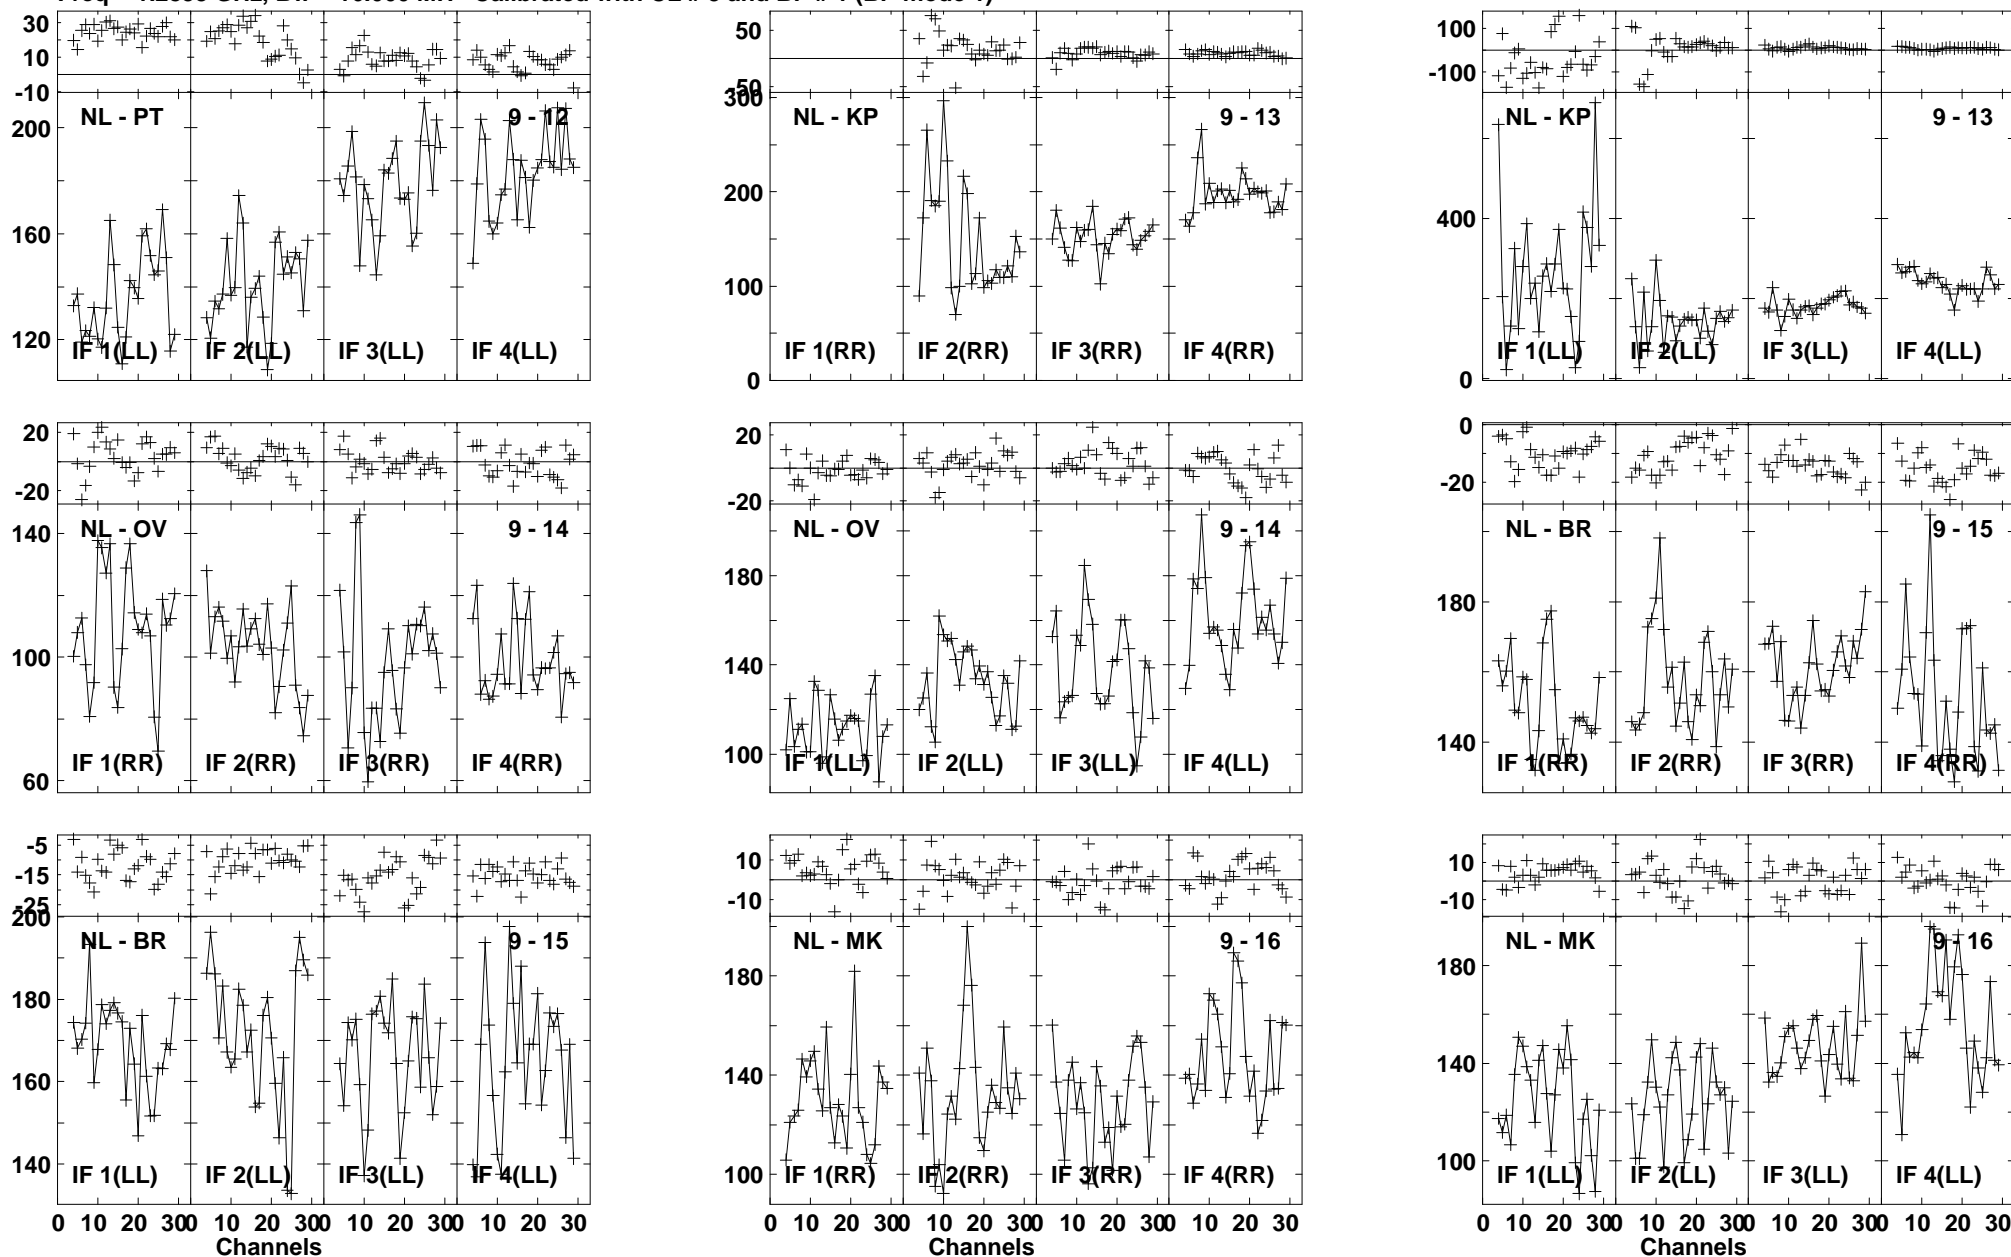 30
10
-10
200
160
120
NL - PT
9 - 12
IF 1(LL)
IF 2(LL)
IF 3(LL)
IF 4(LL)
50
-50
300
200
100
0
NL - KP
9 - 13
IF 1(RR)
IF 2(RR)
IF 3(RR)
IF 4(RR)
100
-100
400
0
NL - KP
9 - 13
IF 1(LL)
IF 2(LL)
IF 3(LL)
IF 4(LL)
20
-20
140
100
60
NL - OV
9 - 14
IF 1(RR)
IF 2(RR)
IF 3(RR)
IF 4(RR)
20
-20
180
140
100
NL - OV
9 - 14
IF 1(LL)
IF 2(LL)
IF 3(LL)
IF 4(LL)
0
-20
180
140
NL - BR
9 - 15
IF 1(RR)
IF 2(RR)
IF 3(RR)
IF 4(RR)
-5
-15
-25
200
180
160
140
NL - BR
9 - 15
IF 1(LL)
IF 2(LL)
IF 3(LL)
IF 4(LL)
0 10 20 30 0 10 20 30 0 10 20 30 0 10 20 30
Channels
10
-10
180
140
100
NL - MK
9 - 16
IF 1(RR)
IF 2(RR)
IF 3(RR)
IF 4(RR)
0 10 20 30 0 10 20 30 0 10 20 30 0 10 20 30
Channels
10
-10
180
140
100
NL - MK
9 - 16
IF 1(LL)
IF 2(LL)
IF 3(LL)
IF 4(LL)
0 10 20 30 0 10 20 30 0 10 20 30 0 10 20 30
Channels